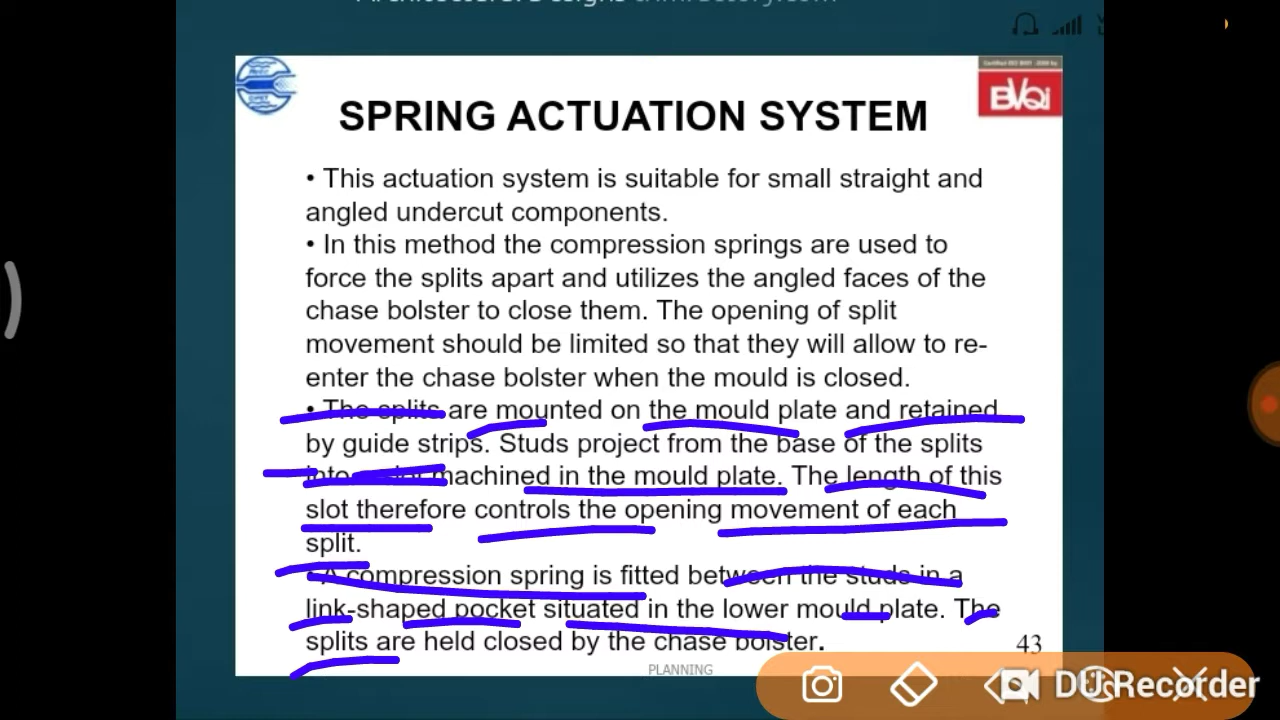 SPRING ACTUATION SYSTEM
• This actuation system is suitable for small straight and
angled undercut components.
• In this method the compression springs are used to
force the splits apart and utilizes the angled faces of the
chase bolster to close them. The opening of split
movement should be limited so that they will allow to re-
enter the chase bolster when the mould is closed.
• The splits are mounted on the mould plate and retained
by guide strips. Studs project from the base of the splits
into machined in the mould plate. The length of this
slot therefore controls the opening movement of each
split.
• A compression spring is fitted between the studs in a
link-shaped pocket situated in the lower mould plate. The
splits are held closed by the chase bolster.
43
PLANNING
BVQi
DU Recorder